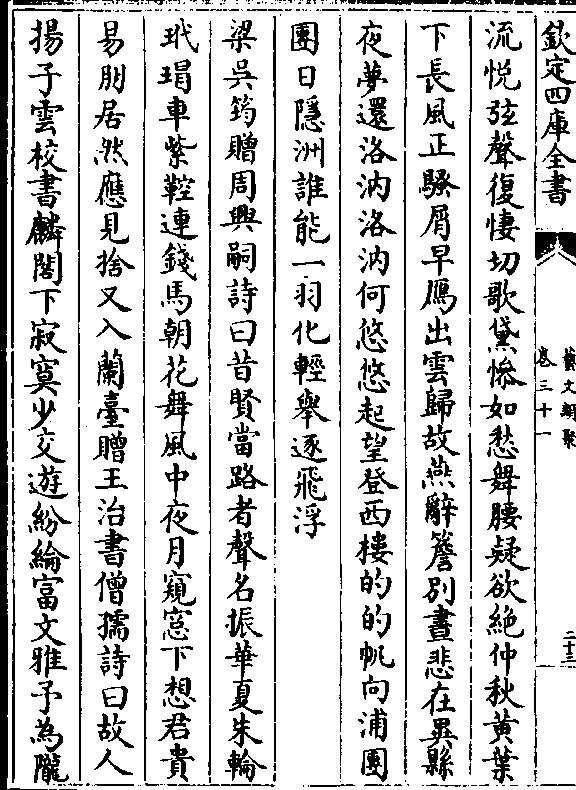 欽定四庫全書
藝文類聚
卷三十一
二十三
流悅弦聲復悽切歌黛慘如愁舞腰疑欲絶仲秋黄葉
下長風正騷屑早鴈出雲歸故燕辭簷别晝悲在異縣
夜夢還洛汭洛汭何悠悠起望登西樓的的帆向浦團
團日隱洲誰能一羽化輕舉逐飛浮
梁吳筠贈周興嗣詩曰昔賢當路者聲名振華夏朱輪
玳瑁車紫鞚連錢馬朝花舞風中夜月窺窓下想君貴
易朋居然應見捨又入蘭臺贈王治書僧孺詩曰故人
揚子雲校書麟閣下寂寞少交遊紛綸富文雅予為隴